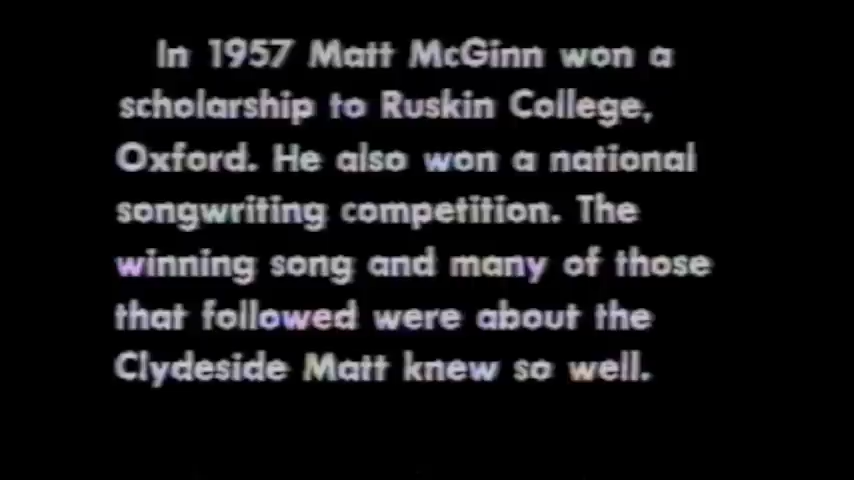 In 1957 Matt McGinn won a
scholarship to Ruskin College,
Oxford. He also won a national
songwriting competition. The
winning song and many of those
that followed were about the
Clydeside Matt knew so well.